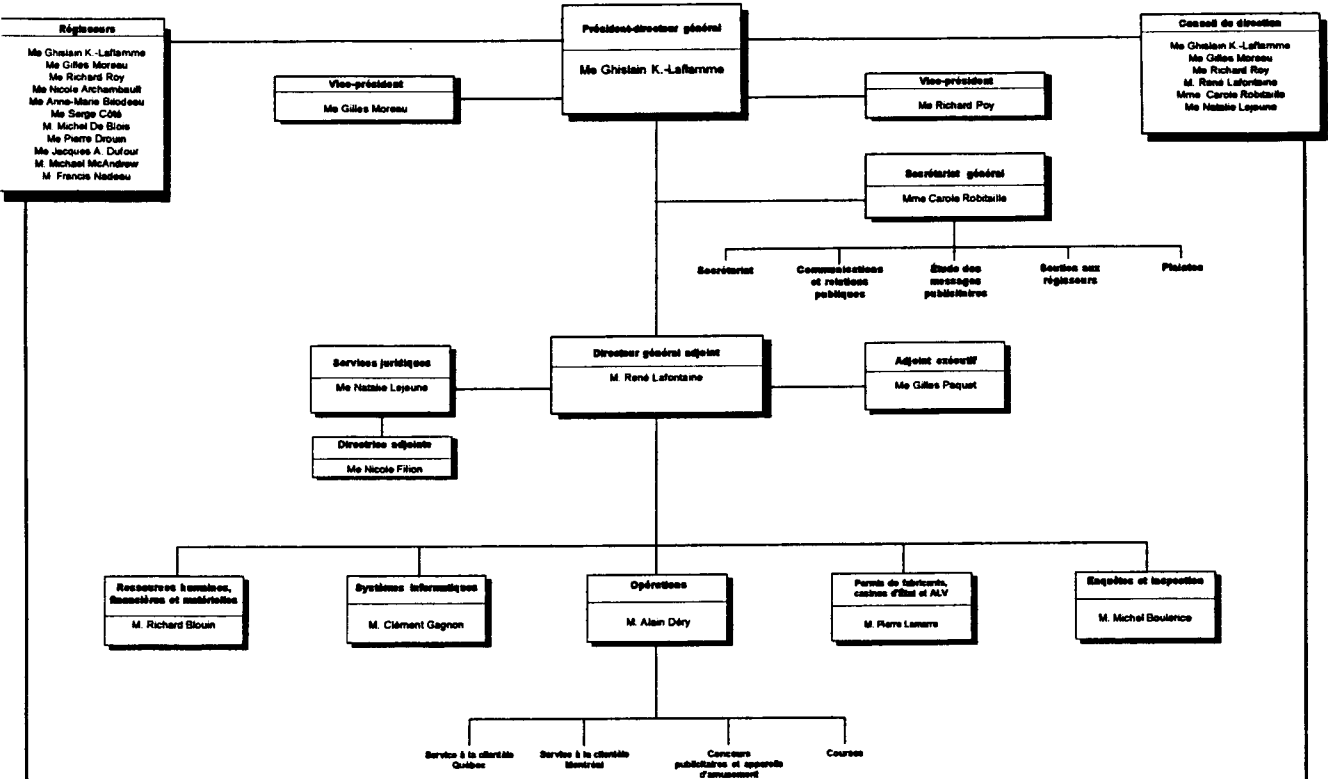 Régisseurs
Me Ghislain K.-Laflamme
Me Gilles Moreau
Me Richard Roy
Me Nicole Archambault
Me Anne-Marie Bilodeau
Me Serge Côté
M. Michel De Blois
Me Pierre Drouin
Me Jacques A. Dufour
M. Michael McAndrew
M Francis Nadeau
Président-directeur général
Me Ghislain K.-Laflamme
Conseil de direction
Me Ghislain K.-Laflamme
Me Gilles Moreau
Me Richard Roy
M. René Lafontaine
Mme. Carole Robitaille
Me Natalie Lejeune
Vice-président
Me Gilles Moreau
Vice-président
Me Richard Poy
Secrétariat général
Mme Carole Robitaille
Secrétariat
Communications
et relations
publiques
Étude des
messages
publicitaires
Soutien aux
régisseurs
Plaintes
Directeur général adjoint
M. René Lafontaine
Services juridiques
Me Natalie Lejeune
Adjoint exécutif
Me Gilles Paquet
Directrice adjointe
Me Nicole Filion
Ressources humaines,
financières et matérielles
M. Richard Blouin
Systèmes informatiques
M. Clément Gagnon
Opérations
M. Alain Déry
Permis de fabricants,
casinos d'État et ALV
M. Pierre Lamarre
Enquêtes et inspection
M. Michel Boulence
Service à la clientèle
Québec
Service à la clientèle
Montréal
Concours
publicitaires et appareils
d'amusement
Courses